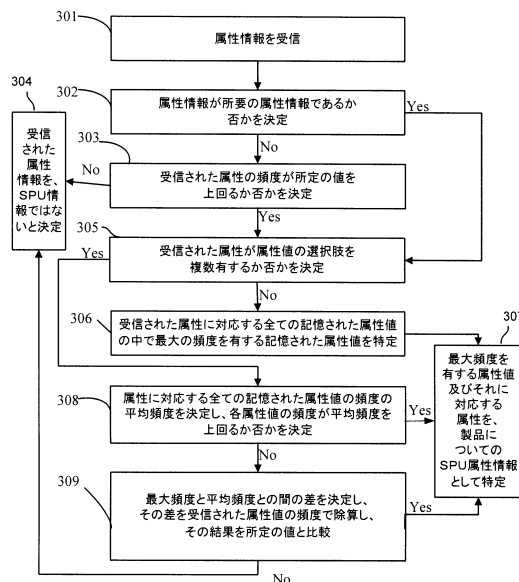 301
属性情報を受信
302
属性情報が所要の属性情報であるか
否かを決定
Yes
No
303
受信された属性の頻度が所定の値を
上回るか否かを決定
No
Yes
304
受信
された
属性
情報を、
SPU情報
ではない
と決定
305
受信された属性が属性値の選択肢を
複数有するか否かを決定
Yes
No
306
受信された属性に対応する全ての記憶された属性値
の中で最大の頻度を有する記憶された属性値を特定
307
最大頻度
を有する属性値
及びそれに
対応する
属性を、
製品に
ついての
SPU属性情報
として特定
308
属性に対応する全ての記憶された属性値の頻度の
平均頻度を決定し、各属性値の頻度が平均頻度を
上回るか否かを決定
Yes
No
309
最大頻度と平均頻度との間の差を決定し、
その差を受信された属性値の頻度で除算し、
その結果を所定の値と比較
Yes
No